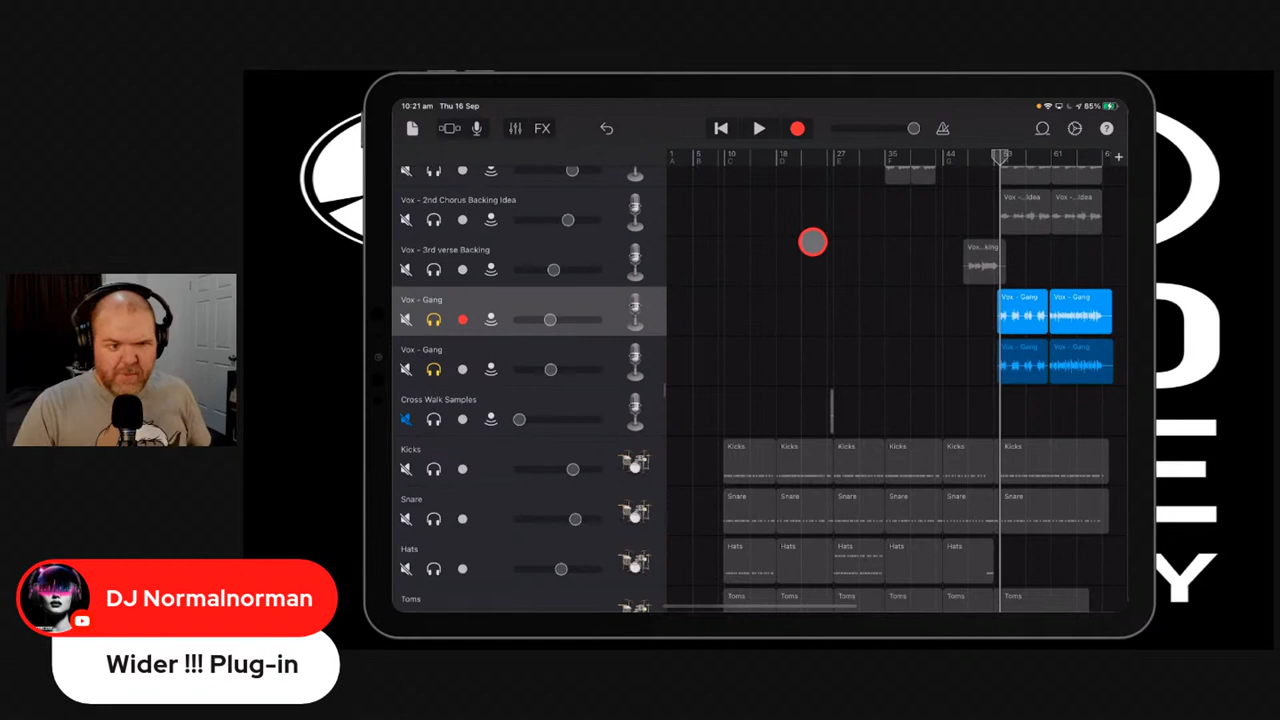 10:21 am Thu 16 Sep
85%
FX
1 5 10 18 27 35 44 53 61
A B C D E F G
Vox - 2nd Chorus Backing Idea
Vox -...Idea
...Idea
Vox - 3rd verse Backing
Vox...king
Vox - Gang
Vox - Gang
Vox - Gang
Vox - Gang
Vox - Gang
Vox - Gang
Cross Walk Samples
Kicks
Kicks
Kicks
Kicks
Kicks
Kicks
Kicks
Snare
Snare
Snare
Snare
Snare
Snare
Snare
Hats
Hats
Hats
Hats
Hats
Hats
Toms
Toms
Toms
Toms
Toms
Toms
Toms
DJ Normalnorman
Wider !!! Plug-in